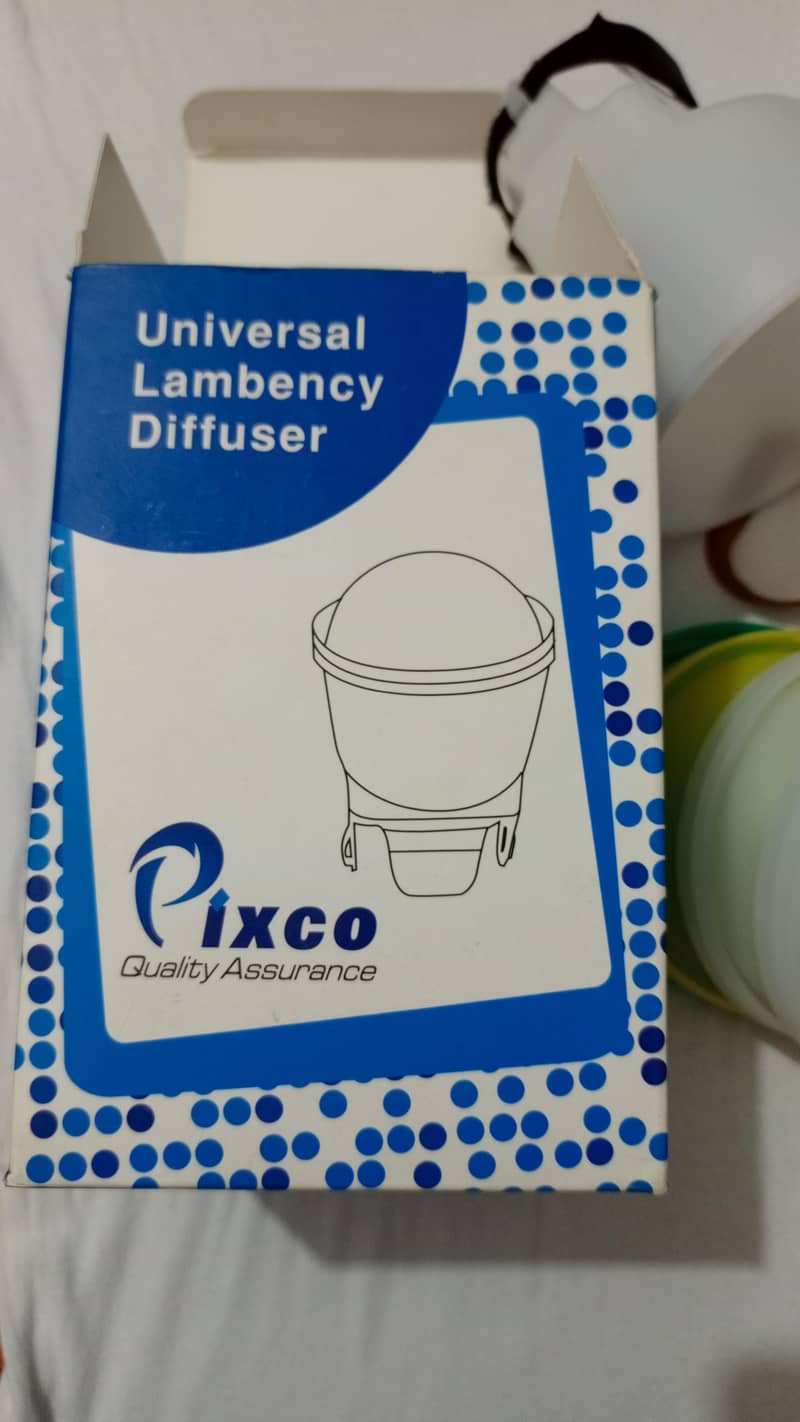 Universal
Lambency
Diffuser
Pixco
Quality Assurance